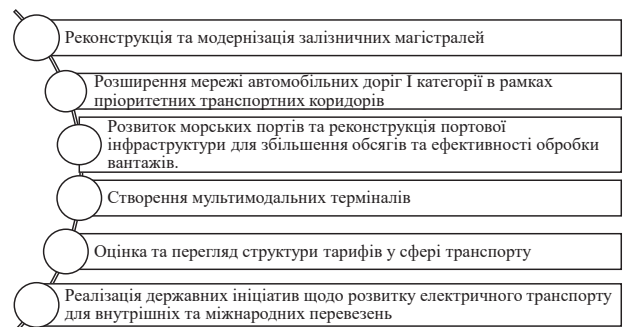 Реконструкція та модернізація залізничних магістралей
Розширення мережі автомобільних доріг I категорії в рамках
пріоритетних транспортних коридорів
Розвиток морських портів та реконструкція портової
інфраструктури для збільшення обсягів та ефективності обробки
вантажів.
Створення мультимодальних терміналів
Оцінка та перегляд структури тарифів у сфері транспорту
Реалізація державних ініціатив щодо розвитку електричного транспорту
для внутрішніх та міжнародних перевезень